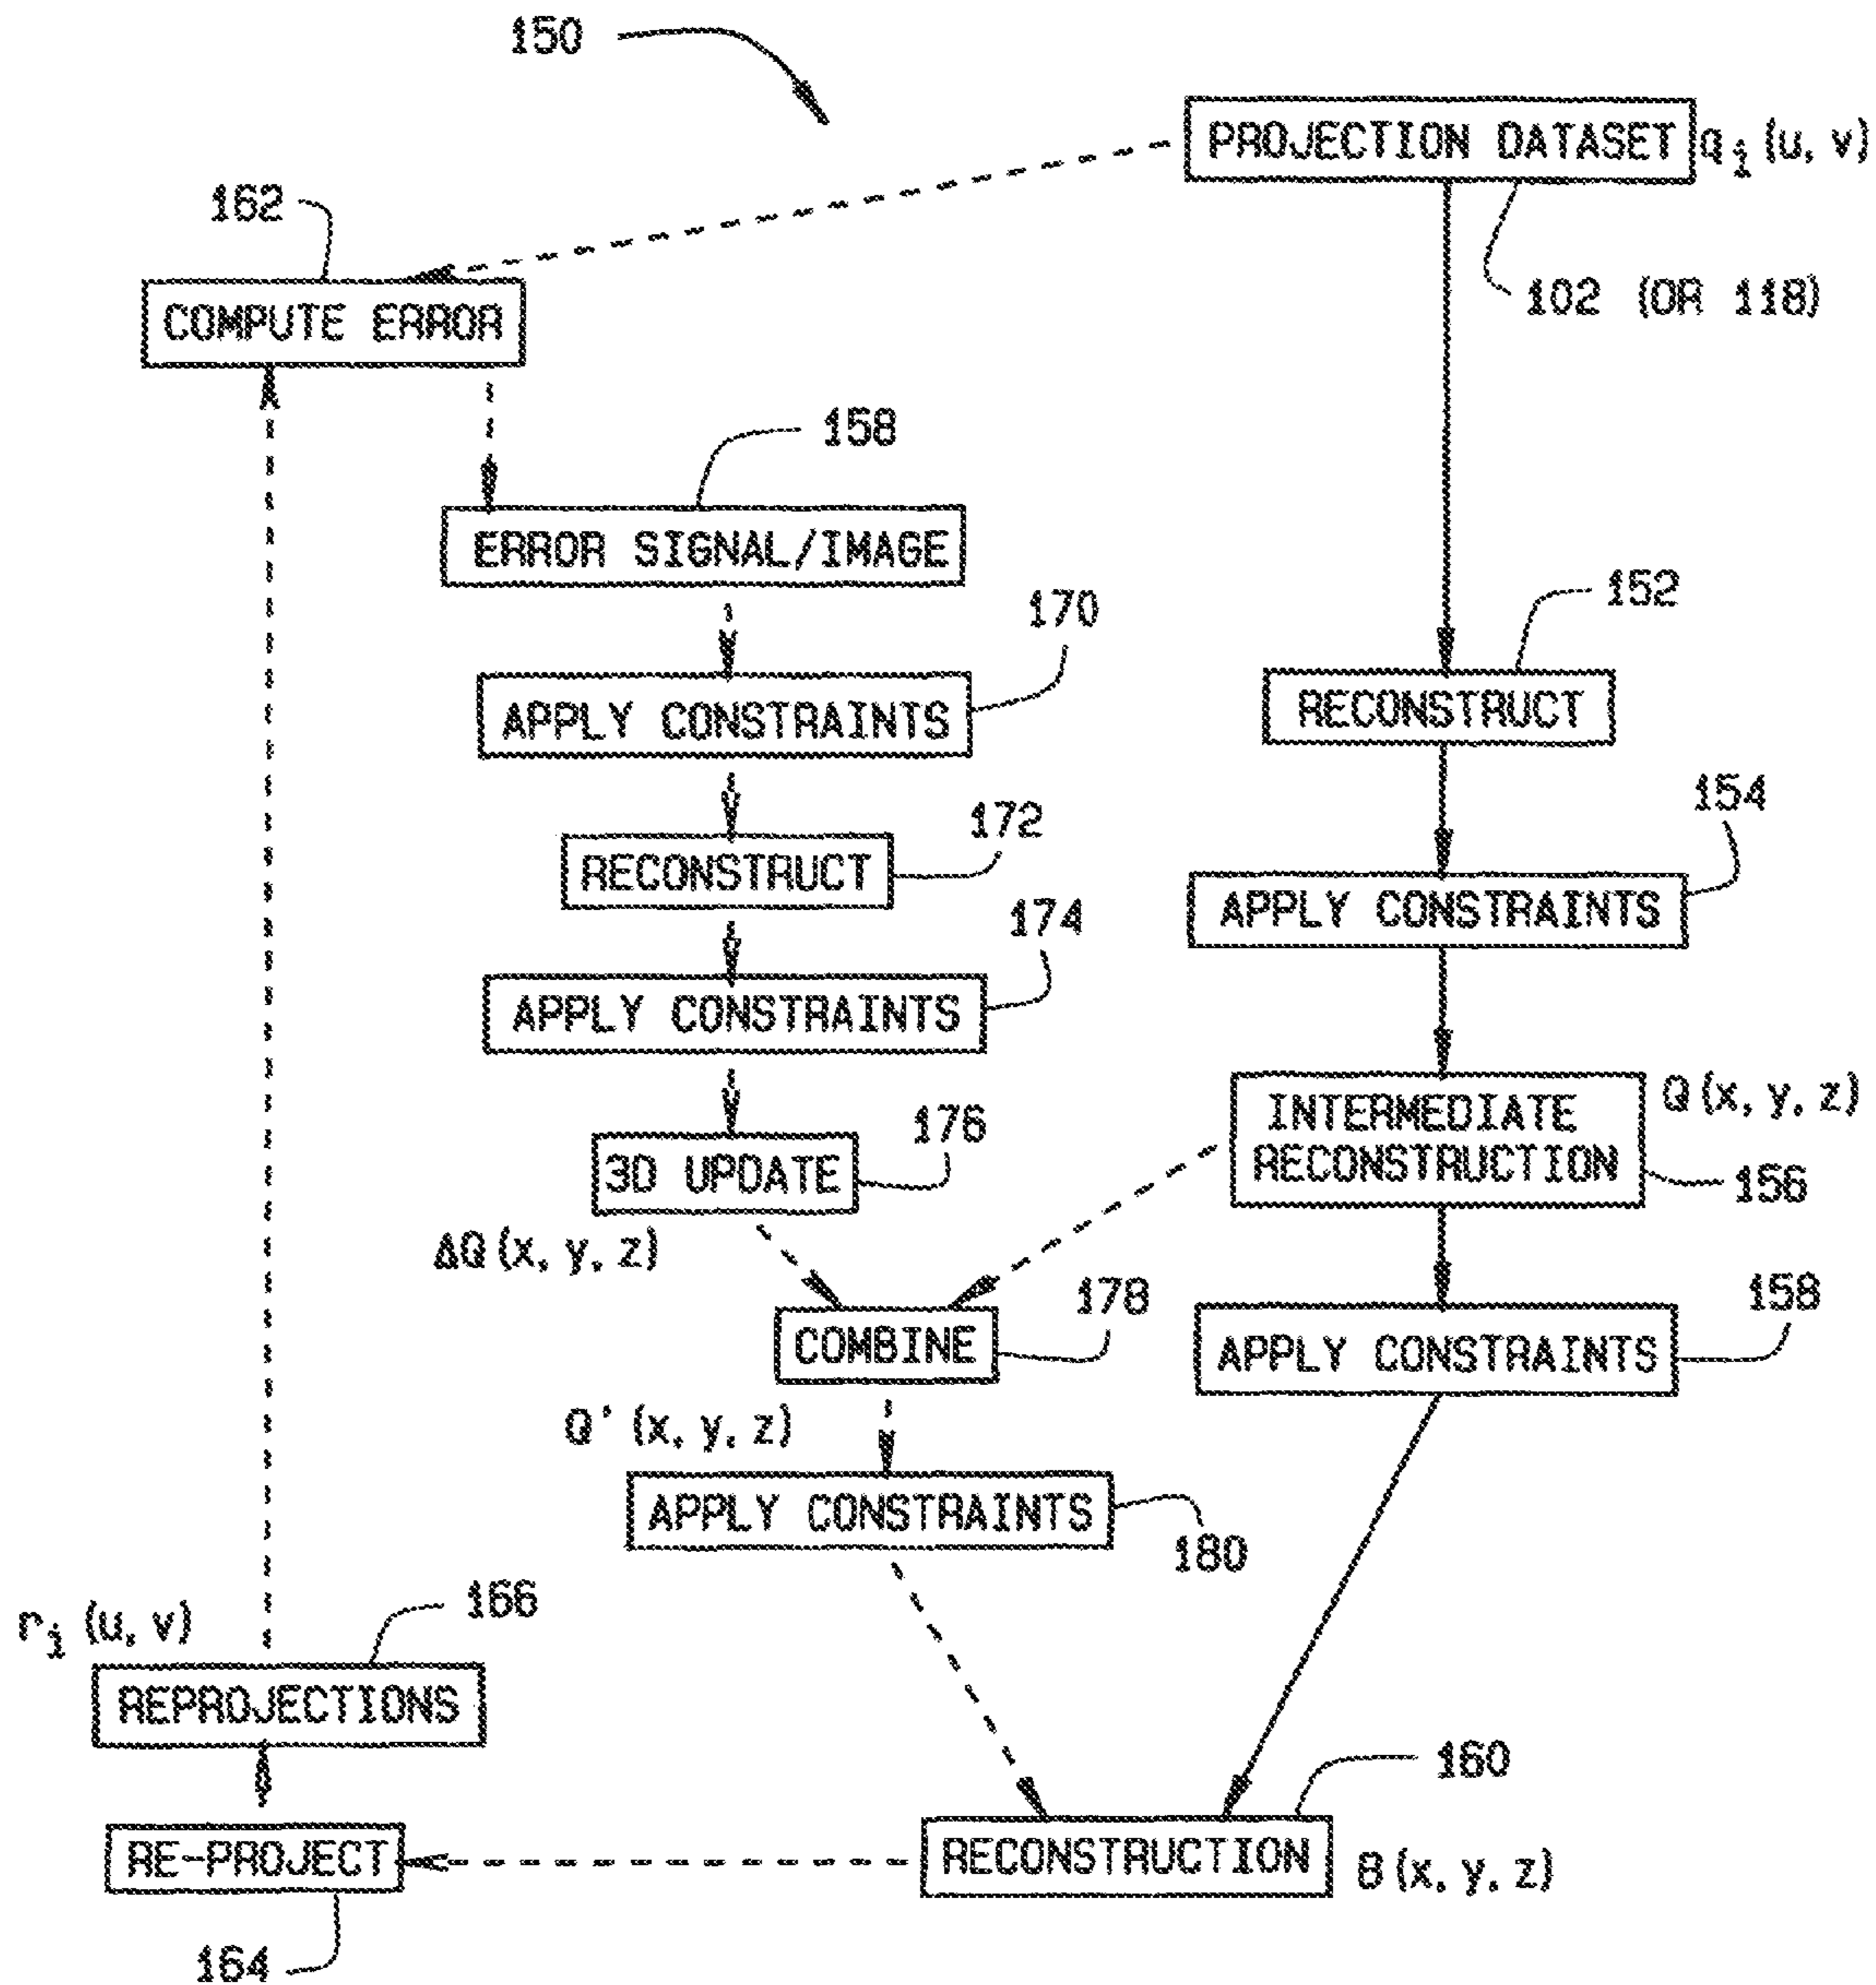 150
PROJECTION DATASET
qi (u, v)
162
102 (OR 118)
COMPUTE ERROR
158
ERROR SIGNAL/IMAGE
152
170
RECONSTRUCT
APPLY CONSTRAINTS
154
172
RECONSTRUCT
APPLY CONSTRAINTS
174
APPLY CONSTRAINTS
Q (x, y, z)
INTERMEDIATE
RECONSTRUCTION
176
3D UPDATE
156
ΔQ (x, y, z)
178
158
COMBINE
APPLY CONSTRAINTS
Q' (x, y, z)
APPLY CONSTRAINTS
180
166
ri (u, v)
REPROJECTIONS
160
RE-PROJECT
RECONSTRUCTION
B (x, y, z)
164